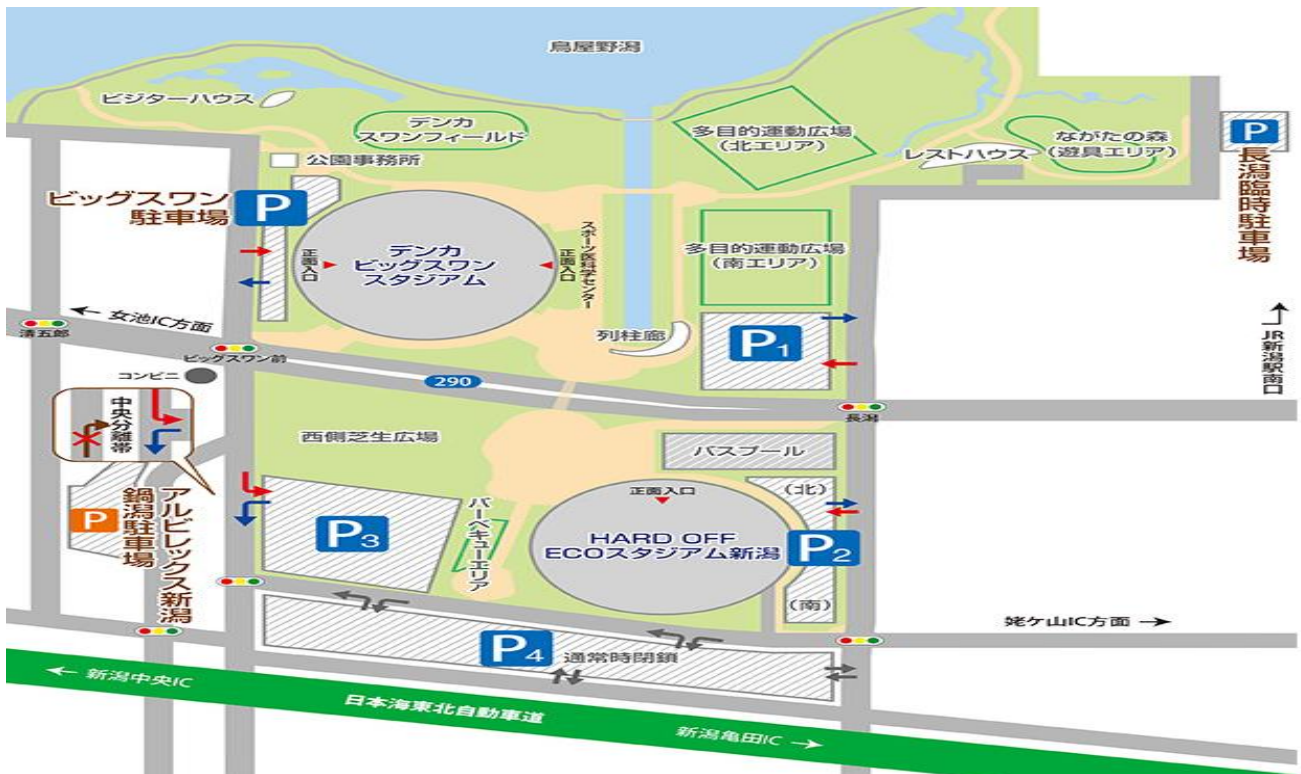 鳥屋野潟
ビジターハウス
デンカ
スワンフィールド
多目的運動広場
(北エリア)
レストハウス
ながたの森
(遊具エリア)
P
長潟臨時駐車場
公園事務所
ビッグスワン
駐車場
P
正面入口
デンカ
ビッグスワン
スタジアム
正面入口
スポーツ医科学センター
多目的運動広場
(南エリア)
← 女池IC方面
清五郎
ビッグスワン前
列柱廊
P1
JR新潟駅南口
コンビニ
290
長潟
中央分離帯
西側芝生広場
バスプール
P
アルビレックス新潟
鍋潟駐車場
P3
バーベキューエリア
正面入口
HARD OFF
ECOスタジアム新潟
(北)
P2
(南)
姥ケ山IC方面 →
P4
通常時閉鎖
← 新潟中央IC
日本海東北自動車道
新潟亀田IC →